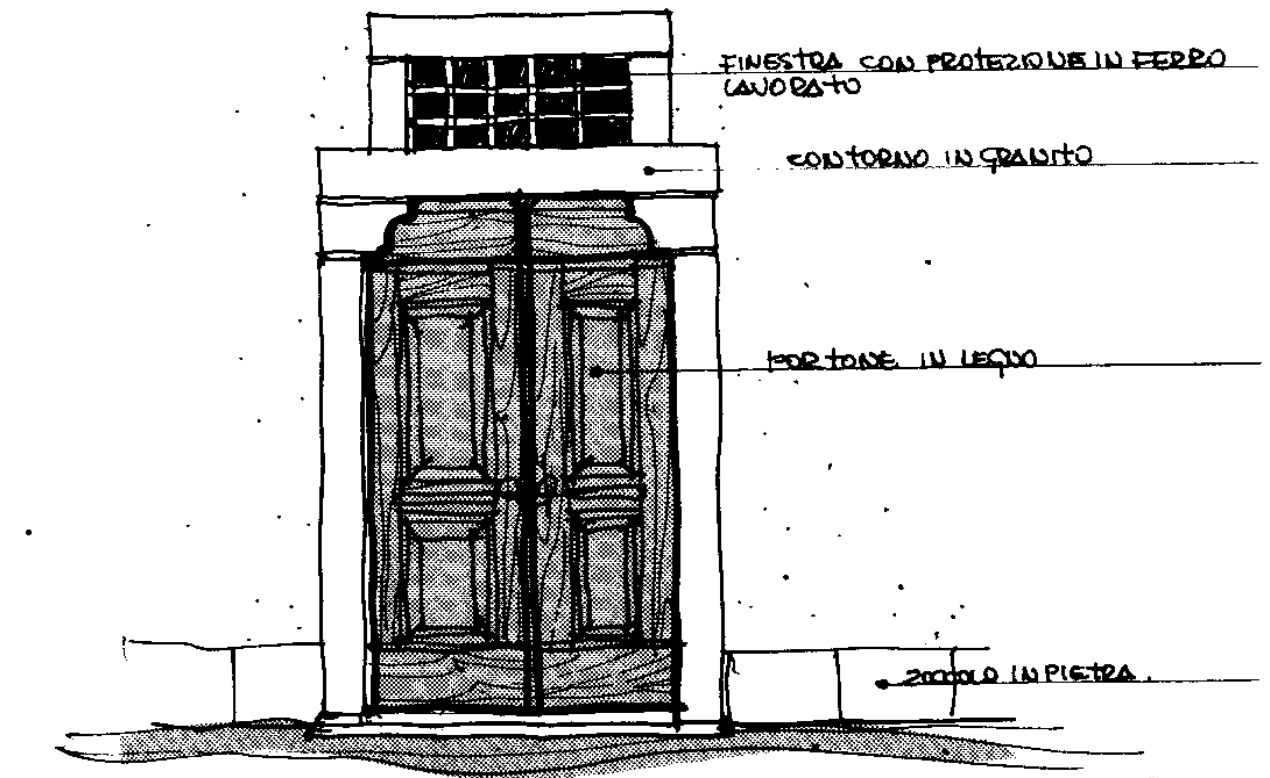 FINESTRA CON PROTEZIONE IN FERRO
LAVORATO
CONTORNO IN GRANITO
PORTONE IN LEGNO
ZOCCOLO IN PIETRA.